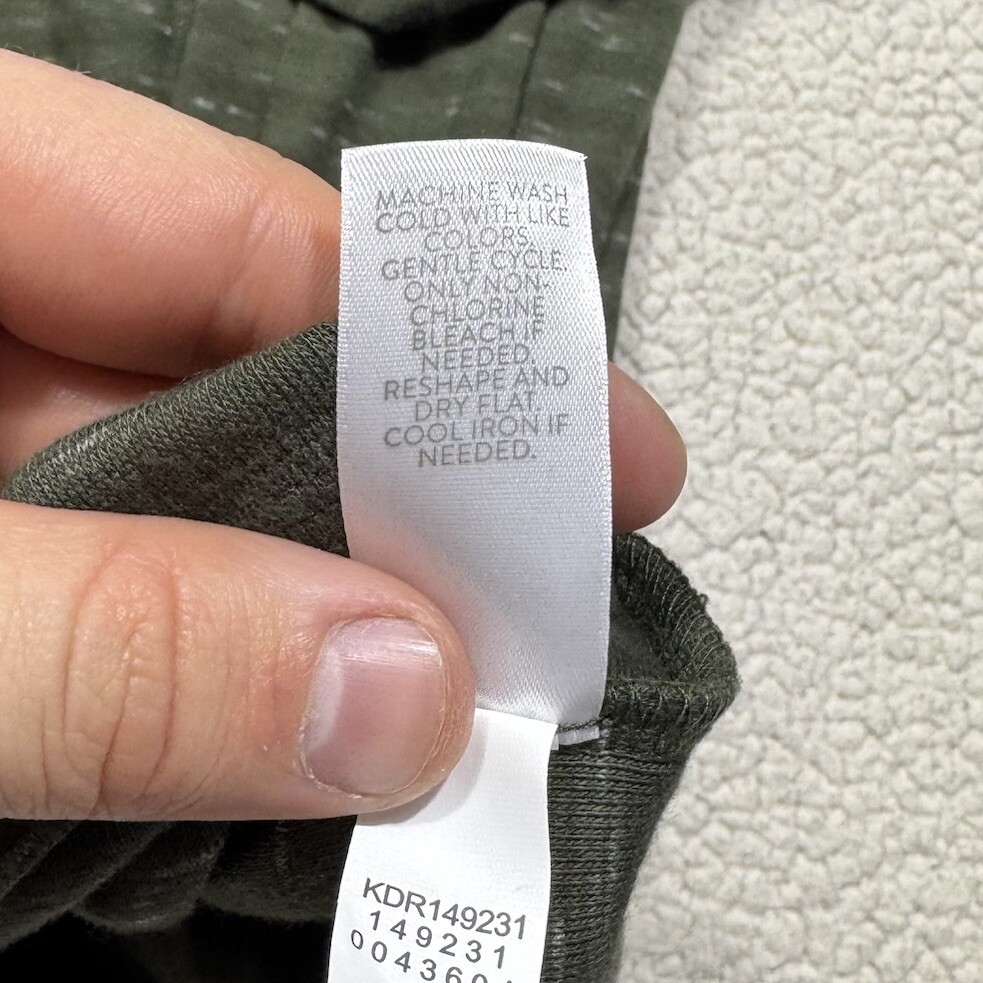 MACHINE WASH
COLD WITH LIKE
COLORS.
GENTLE CYCLE.
ONLY NON-
CHLORINE
BLEACH IF
NEEDED.
RESHAPE AND
DRY FLAT.
COOL IRON IF
NEEDED.
KDR149231
149231
004360